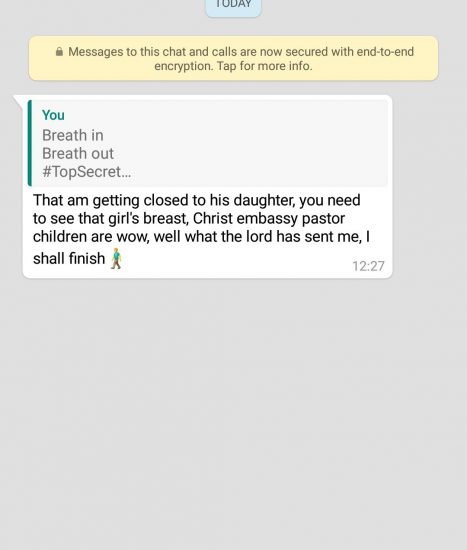 TODAY
Messages to this chat and calls are now secured with end-to-end
encryption. Tap for more info.
You
Breath in
Breath out
#TopSecret...
That am getting closed to his daughter, you need
to see that girl's breast, Christ embassy pastor
children are wow, well what the lord has sent me, I
shall finish 🚶‍♂️
12:27